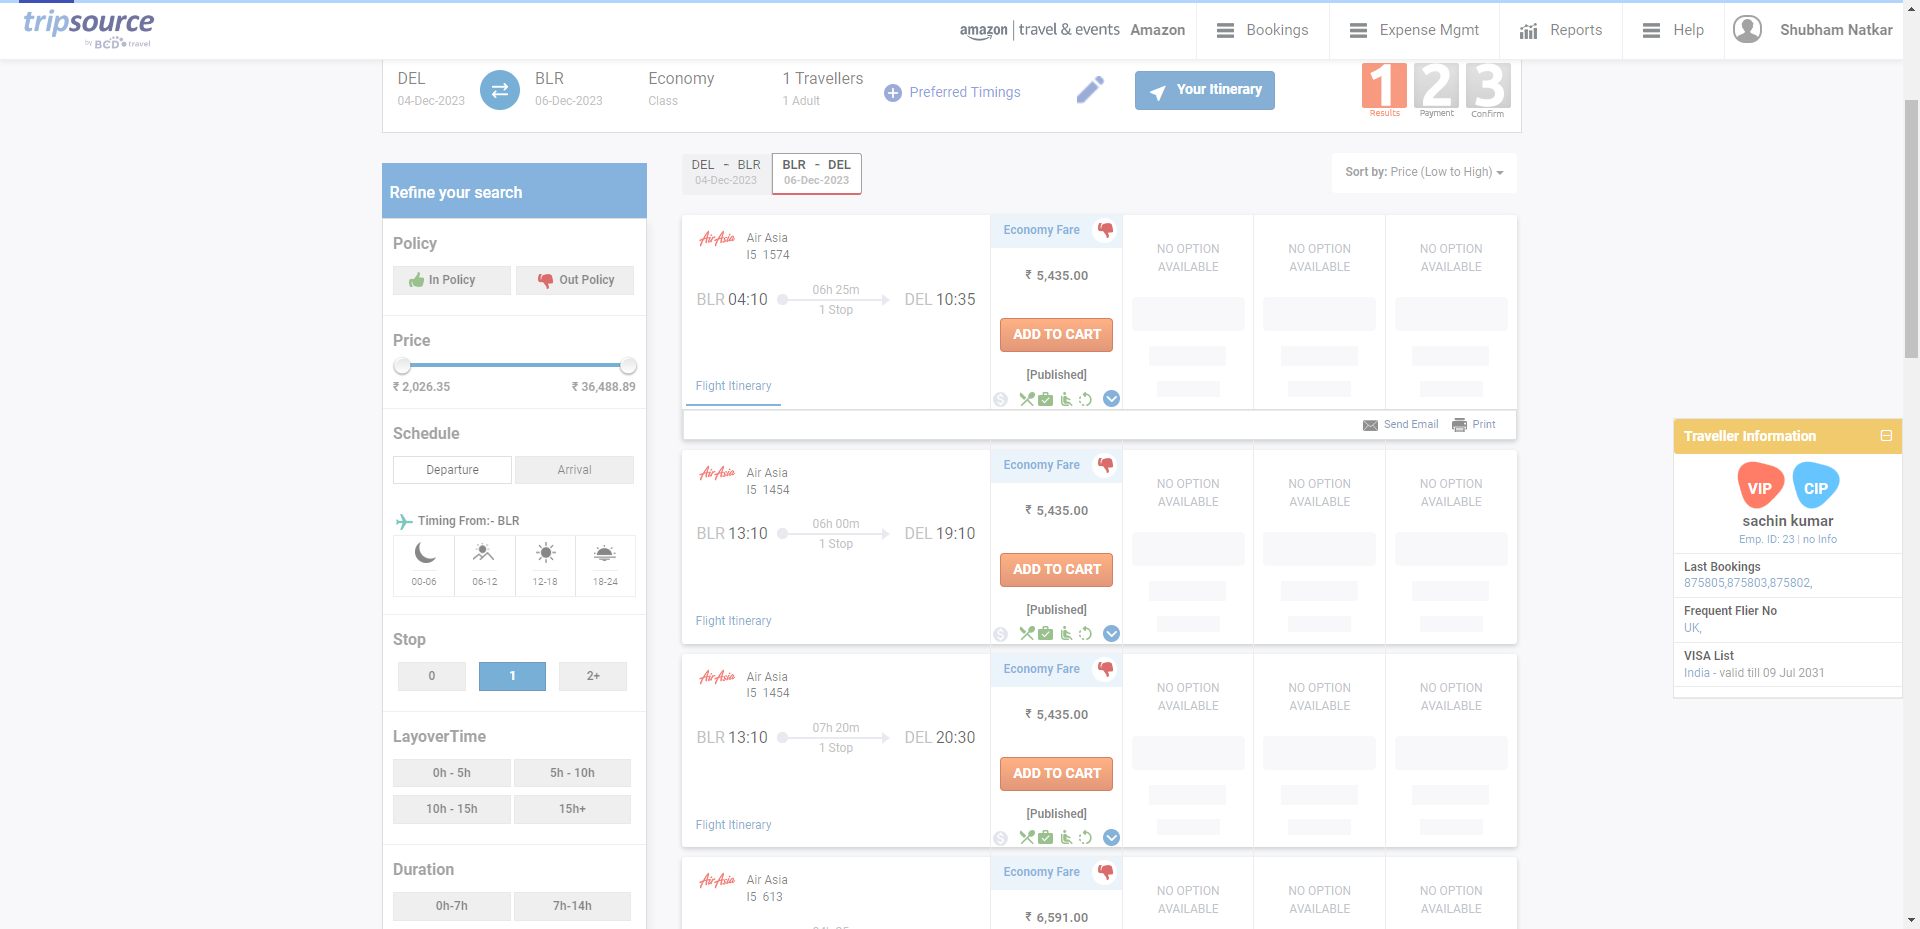 tripsource
by BCD travel
amazon | travel & events Amazon
Bookings
Expense Mgmt
Reports
Help
Shubham Natkar
DEL
04-Dec-2023
BLR
06-Dec-2023
Economy
Class
1 Travellers
1 Adult
Preferred Timings
Your Itinerary
1
Results
2
Payment
3
Confirm
Refine your search
Policy
In Policy
Out Policy
Price
₹ 2,026.35
₹ 36,488.89
Schedule
Departure
Arrival
Timing From:- BLR
00-06
06-12
12-18
18-24
Stop
0
1
2+
LayoverTime
0h - 5h
5h - 10h
10h - 15h
15h+
Duration
0h-7h
7h-14h
DEL - BLR
04-Dec-2023
BLR - DEL
06-Dec-2023
Sort by: Price (Low to High)
AirAsia
Air Asia
I5 1574
BLR 04:10
06h 25m
1 Stop
DEL 10:35
Flight Itinerary
Economy Fare
₹ 5,435.00
ADD TO CART
[Published]
NO OPTION
AVAILABLE
NO OPTION
AVAILABLE
NO OPTION
AVAILABLE
Send Email
Print
AirAsia
Air Asia
I5 1454
BLR 13:10
06h 00m
1 Stop
DEL 19:10
Flight Itinerary
Economy Fare
₹ 5,435.00
ADD TO CART
[Published]
NO OPTION
AVAILABLE
NO OPTION
AVAILABLE
NO OPTION
AVAILABLE
AirAsia
Air Asia
I5 1454
BLR 13:10
07h 20m
1 Stop
DEL 20:30
Flight Itinerary
Economy Fare
₹ 5,435.00
ADD TO CART
[Published]
NO OPTION
AVAILABLE
NO OPTION
AVAILABLE
NO OPTION
AVAILABLE
AirAsia
Air Asia
I5 613
Economy Fare
₹ 6,591.00
NO OPTION
AVAILABLE
NO OPTION
AVAILABLE
NO OPTION
AVAILABLE
Traveller Information
VIP
CIP
sachin kumar
Emp. ID: 23 | no Info
Last Bookings
875805,875803,875802,
Frequent Flier No
UK,
VISA List
India - valid till 09 Jul 2031